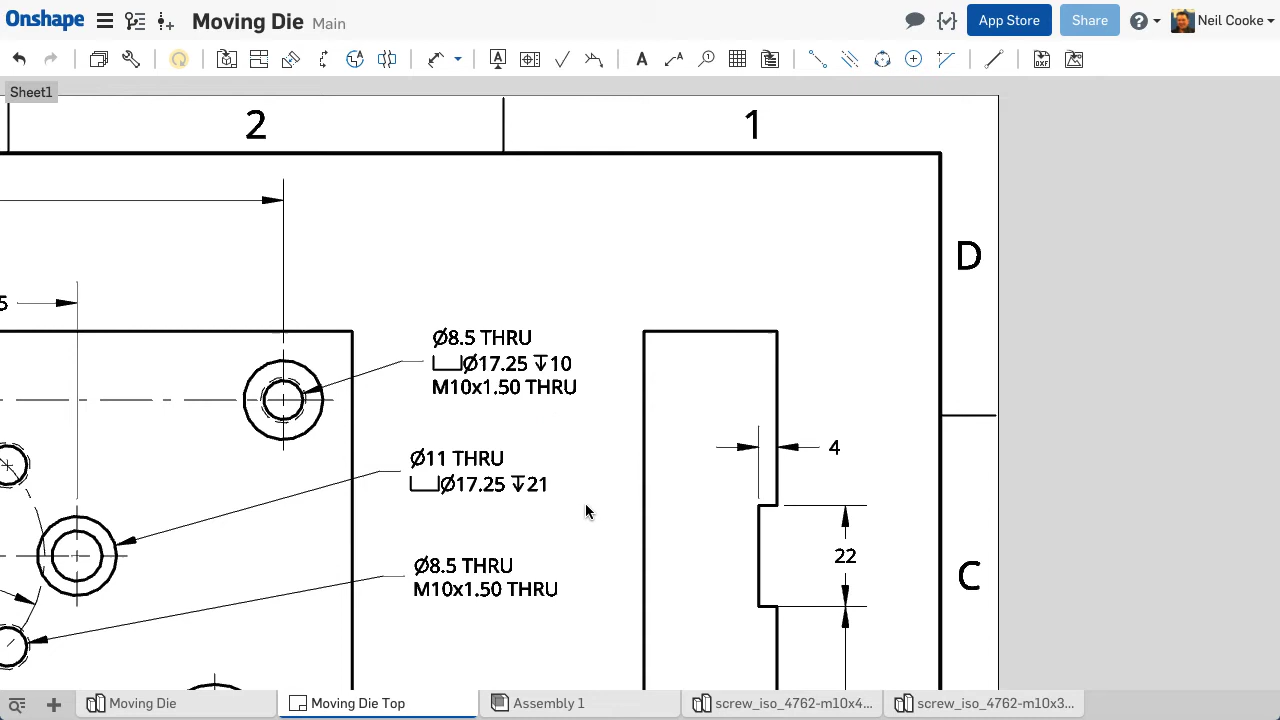 Onshape
Moving Die Main
App Store
Share
Neil Cooke
Sheet1
2
1
D
5
Ø8.5 THRU
⌴Ø17.25 ↧10
M10x1.50 THRU
4
Ø11 THRU
⌴Ø17.25 ↧21
22
Ø8.5 THRU
M10x1.50 THRU
C
Moving Die
Moving Die Top
Assembly 1
screw_iso_4762-m10x4...
screw_iso_4762-m10x3...